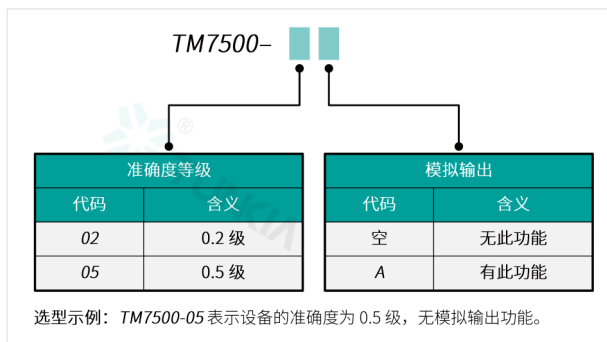 TM7500-
准确度等级
代码 含义
02 0.2 级
05 0.5 级
模拟输出
代码 含义
空 无此功能
A 有此功能
选型示例：TM7500-05 表示设备的准确度为 0.5 级，无模拟输出功能。